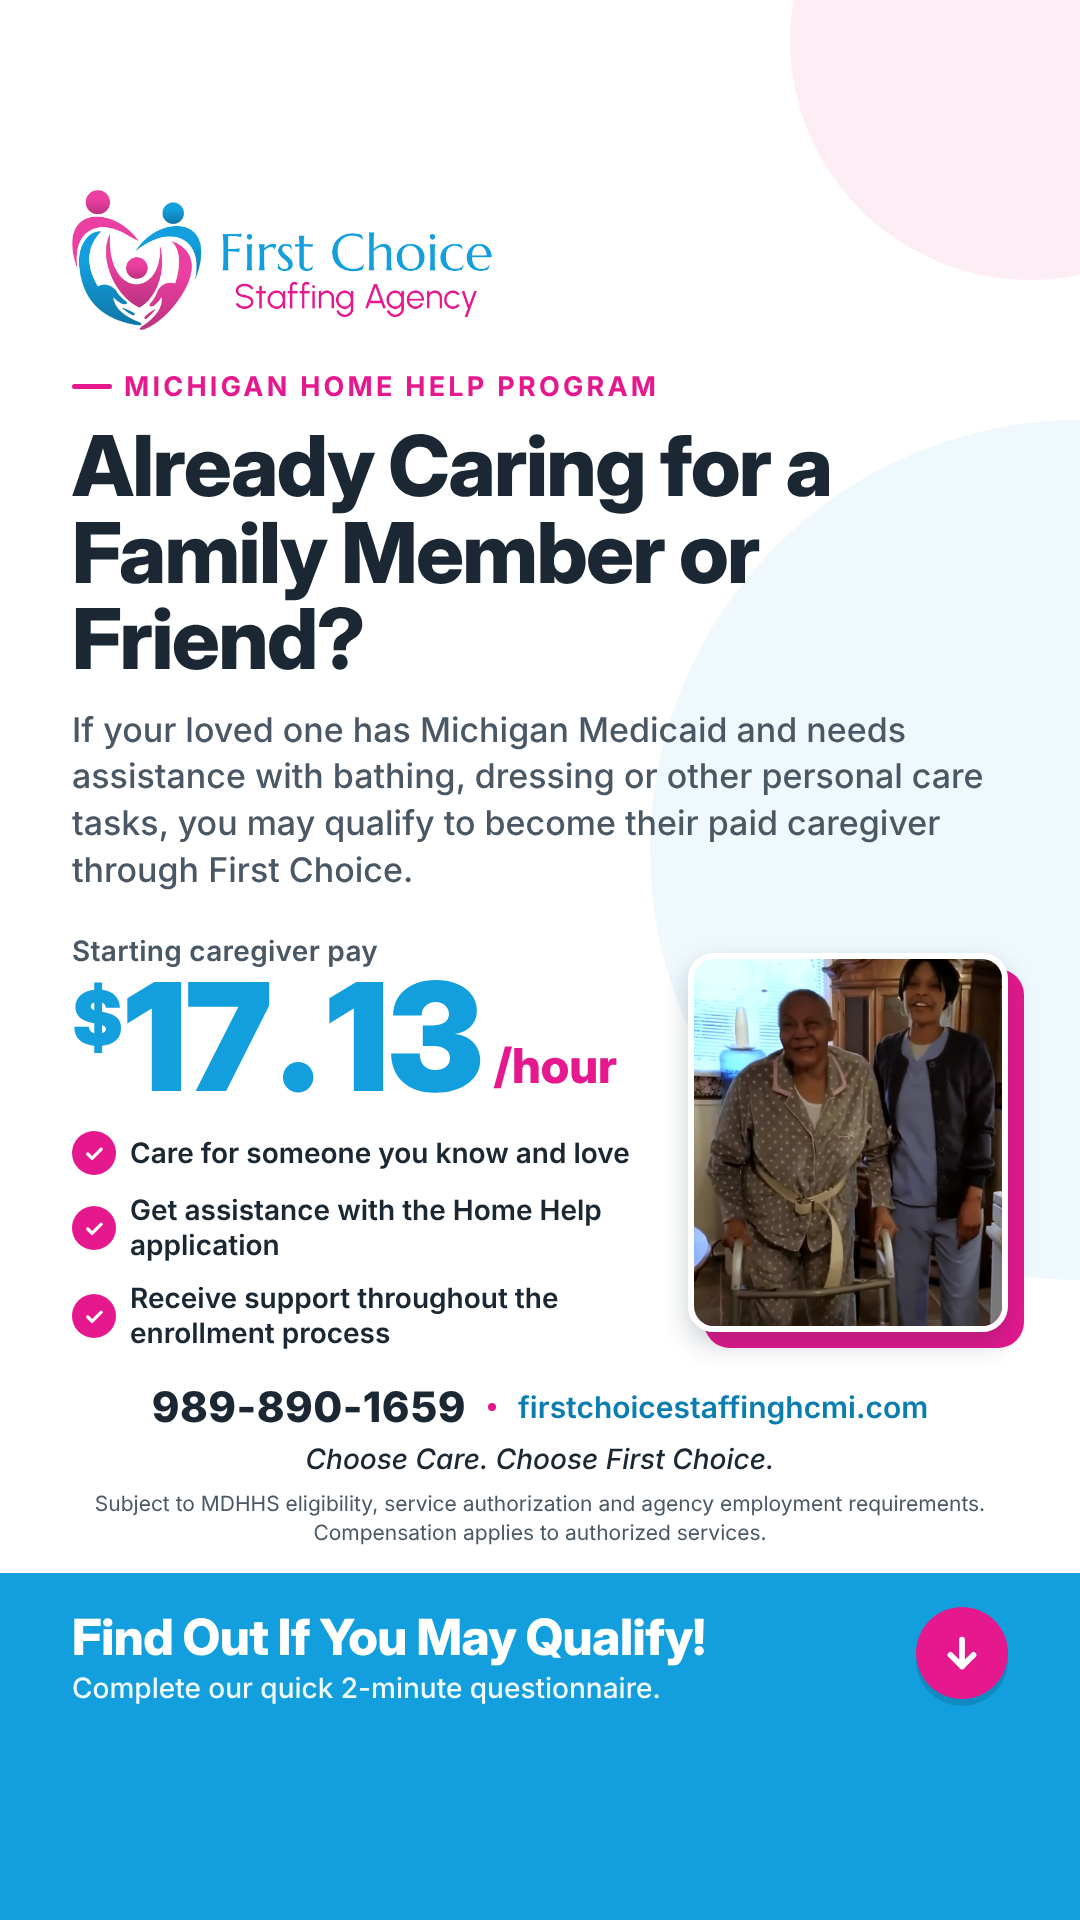 First Choice
Staffing Agency
MICHIGAN HOME HELP PROGRAM
Already Caring for a
Family Member or
Friend?
If your loved one has Michigan Medicaid and needs
assistance with bathing, dressing or other personal care
tasks, you may qualify to become their paid caregiver
through First Choice.
Starting caregiver pay
$17.13 /hour
Care for someone you know and love
Get assistance with the Home Help
application
Receive support throughout the
enrollment process
989-890-1659 • firstchoicestaffinghcmi.com
Choose Care. Choose First Choice.
Subject to MDHHS eligibility, service authorization and agency employment requirements.
Compensation applies to authorized services.
Find Out If You May Qualify!
Complete our quick 2-minute questionnaire.